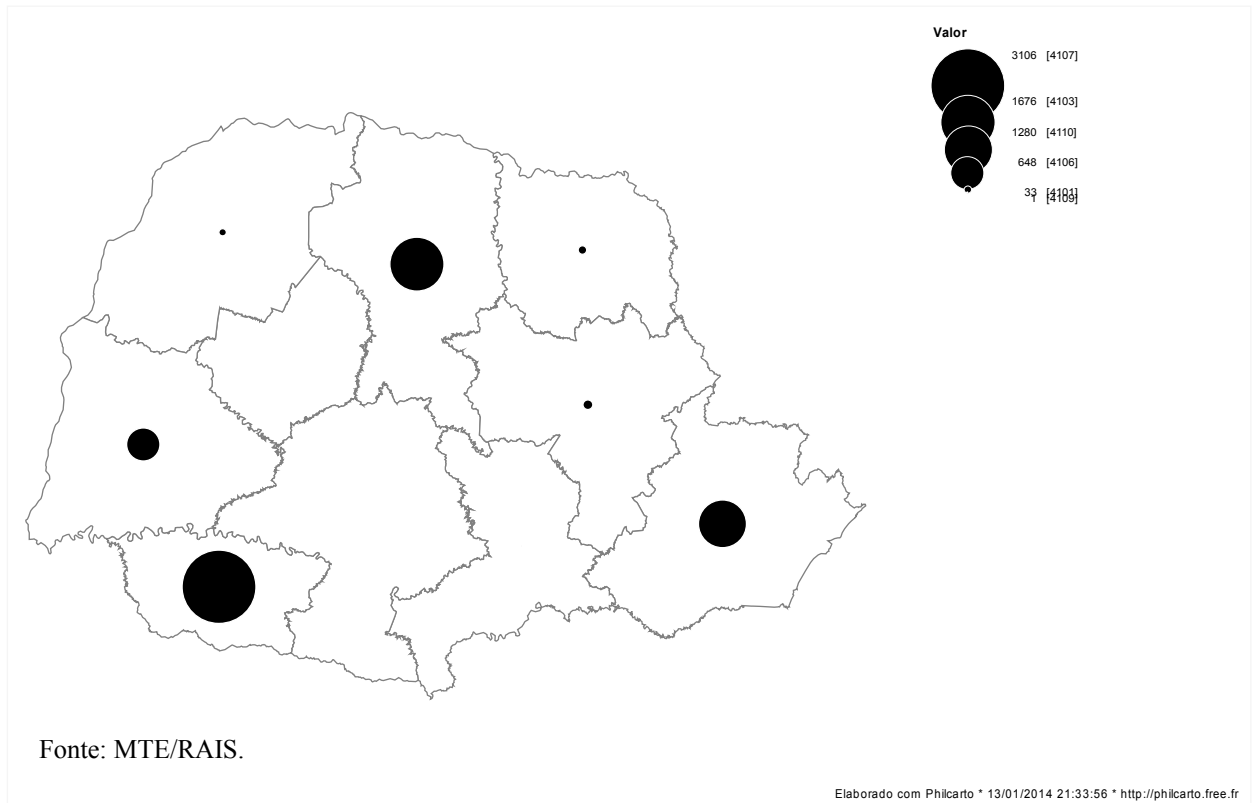 Valor
3106 [4107]
1676 [4103]
1280 [4110]
648 [4106]
33 [4101]
1 [4109]
Fonte: MTE/RAIS.
Elaborado com Philcarto * 13/01/2014 21:33:56 * http://philcarto.free.fr